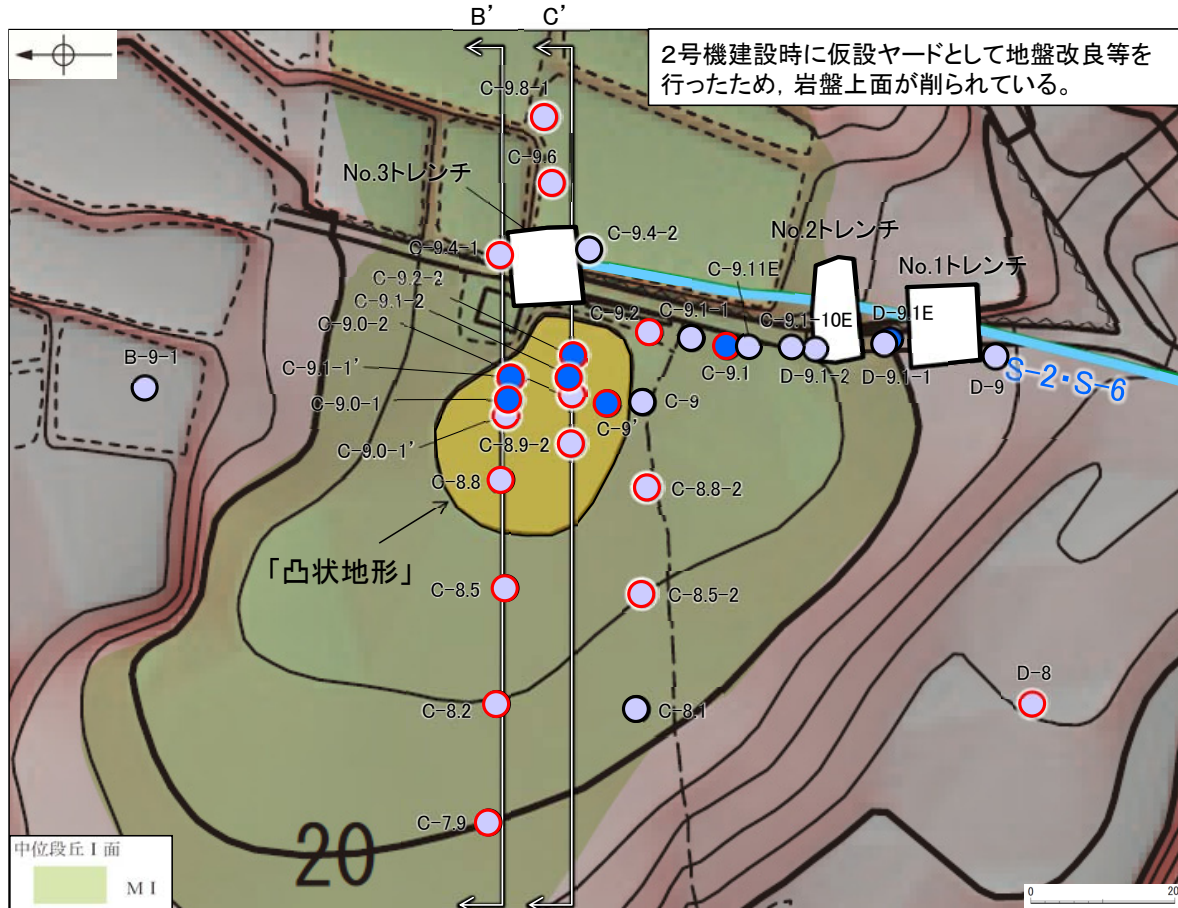 B’
C’
２号機建設時に仮設ヤードとして地盤改良等を
行ったため，岩盤上面が削られている。
C-9.8-1
C-9.6
No.3トレンチ
C-9.4-1
C-9.4-2
C-9.2-2
C-9.1-2
C-9.0-2
C-9.1-1’
C-9.0-1
C-9.0-1’
No.2トレンチ
No.1トレンチ
C-9.11E
C-9.2
C-9.1-1
C-9.1-10E
D-9.1E
C-9.1
D-9.1-2
D-9.1-1
D-9
S-2・S-6
B-9-1
C-9
C-9’
C-8.9-2
C-8.8
C-8.8-2
「凸状地形」
C-8.5
C-8.5-2
C-8.2
C-8.1
D-8
C-7.9
20
中位段丘Ⅰ面
MⅠ
0
20